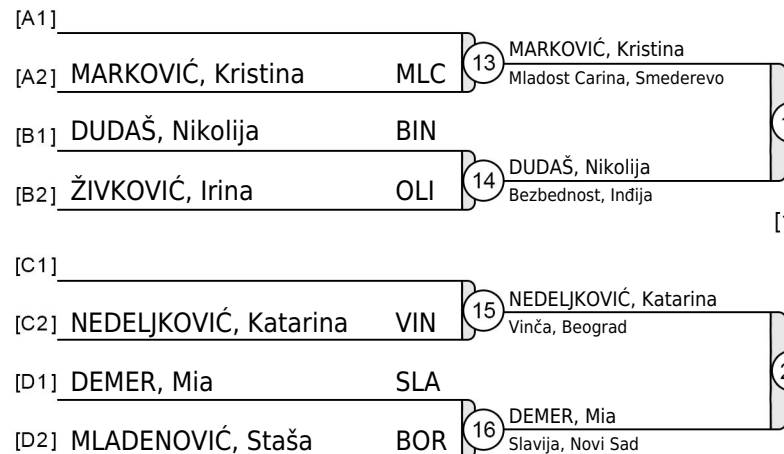 [A1]
[A2] MARKOVIĆ, Kristina MLC
13 MARKOVIĆ, Kristina
Mladost Carina, Smederevo
[B1] DUDAŠ, Nikolija BIN
[B2] ŽIVKOVIĆ, Irina OLI
14 DUDAŠ, Nikolija
Bezbednost, Inđija
[C1]
[C2] NEDELJKOVIĆ, Katarina VIN
15 NEDELJKOVIĆ, Katarina
Vinča, Beograd
[D1] DEMER, Mia SLA
[D2] MLADENOVIĆ, Staša BOR
16 DEMER, Mia
Slavija, Novi Sad